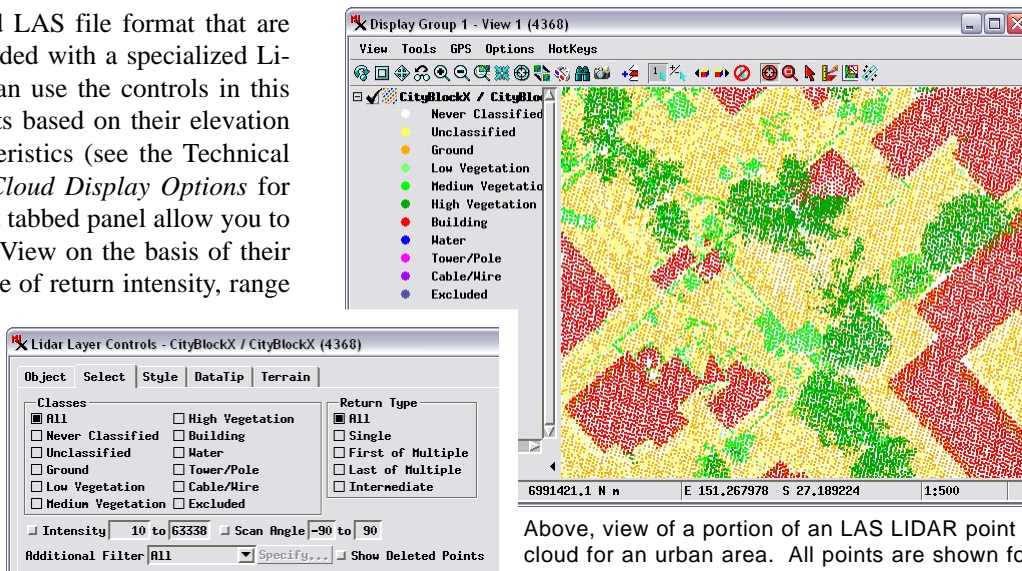 d LAS file format that are
ded with a specialized Li-
an use the controls in this
ts based on their elevation
eristics (see the Technical
Cloud Display Options for
tabbed panel allow you to
View on the basis of their
e of return intensity, range
Display Group 1 - View 1 (4368)
View Tools GPS Options HotKeys
CityBlockX / CityBlo
Never Classified
Unclassified
Ground
Low Vegetation
Medium Vegetatio
High Vegetation
Building
Water
Tower/Pole
Cable/Wire
Excluded
6991421.1 N m E 151.267978 S 27.189224 1:500
Lidar Layer Controls - CityBlockX / CityBlockX (4368)
Object Select Style DataTip Terrain
Classes
All
Never Classified
Unclassified
Ground
Low Vegetation
Medium Vegetation
High Vegetation
Building
Water
Tower/Pole
Cable/Wire
Excluded
Return Type
All
Single
First of Multiple
Last of Multiple
Intermediate
Intensity 10 to 63338 Scan Angle -90 to 90
Additional Filter All Specify... Show Deleted Points
Above, view of a portion of an LAS LIDAR point
cloud for an urban area. All points are shown fo